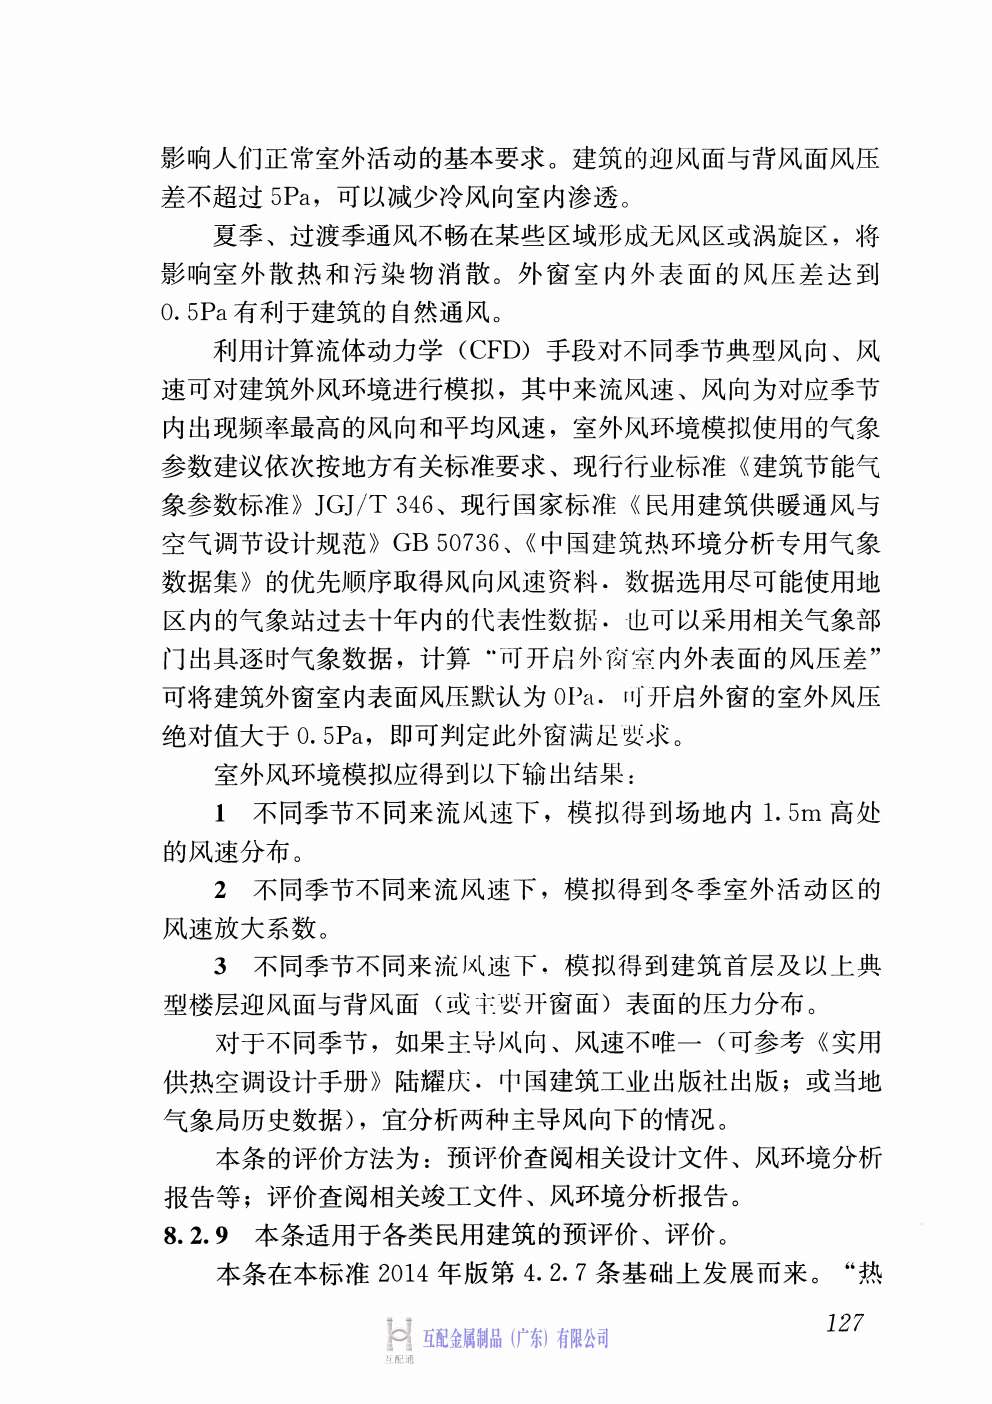 影响人们正常室外活动的基本要求。建筑的迎风面与背风面风压
差不超过 5Pa，可以减少冷风向室内渗透。
夏季、过渡季通风不畅在某些区域形成无风区或涡旋区，将
影响室外散热和污染物消散。外窗室内外表面的风压差达到
0.5Pa 有利于建筑的自然通风。
利用计算流体动力学（CFD）手段对不同季节典型风向、风
速可对建筑外风环境进行模拟，其中来流风速、风向为对应季节
内出现频率最高的风向和平均风速，室外风环境模拟使用的气象
参数建议依次按地方有关标准要求、现行行业标准《建筑节能气
象参数标准》JGJ/T 346、现行国家标准《民用建筑供暖通风与
空气调节设计规范》GB 50736、《中国建筑热环境分析专用气象
数据集》的优先顺序取得风向风速资料．数据选用尽可能使用地
区内的气象站过去十年内的代表性数据．也可以采用相关气象部
门出具逐时气象数据，计算“可开启外窗室内外表面的风压差”
可将建筑外窗室内表面风压默认为 0Pa．可开启外窗的室外风压
绝对值大于 0.5Pa，即可判定此外窗满足要求。
室外风环境模拟应得到以下输出结果：
1 不同季节不同来流风速下，模拟得到场地内 1.5m 高处
的风速分布。
2 不同季节不同来流风速下，模拟得到冬季室外活动区的
风速放大系数。
3 不同季节不同来流风速下．模拟得到建筑首层及以上典
型楼层迎风面与背风面（或主要开窗面）表面的压力分布。
对于不同季节，如果主导风向、风速不唯一（可参考《实用
供热空调设计手册》陆耀庆．中国建筑工业出版社出版；或当地
气象局历史数据），宜分析两种主导风向下的情况。
本条的评价方法为：预评价查阅相关设计文件、风环境分析
报告等；评价查阅相关竣工文件、风环境分析报告。
8.2.9 本条适用于各类民用建筑的预评价、评价。
本条在本标准 2014 年版第 4.2.7 条基础上发展而来。“热
127
互配金属制品（广东）有限公司
互配通